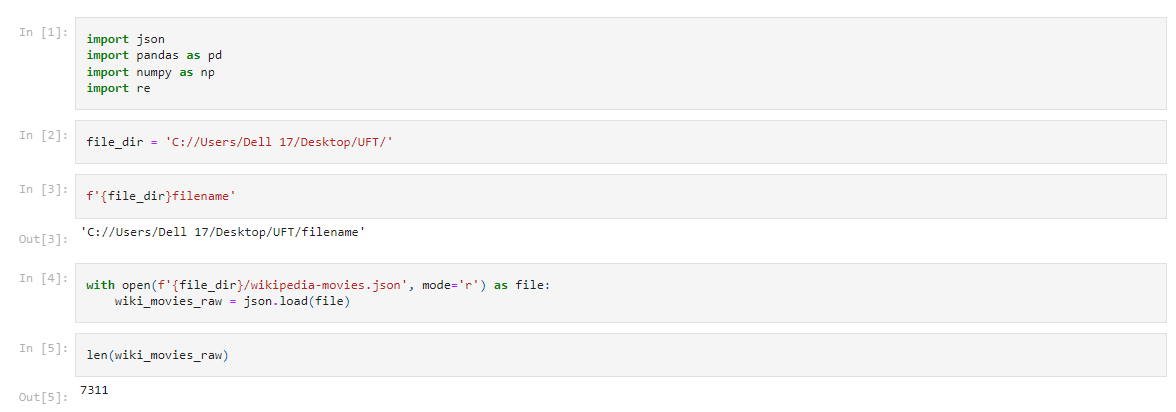 In [1]:
import json
import pandas as pd
import numpy as np
import re
In [2]:
file_dir = 'C://Users/Dell 17/Desktop/UFT/'
In [3]:
f'{file_dir}filename'
Out[3]:
'C://Users/Dell 17/Desktop/UFT/filename'
In [4]:
with open(f'{file_dir}/wikipedia-movies.json', mode='r') as file:
    wiki_movies_raw = json.load(file)
In [5]:
len(wiki_movies_raw)
Out[5]:
7311